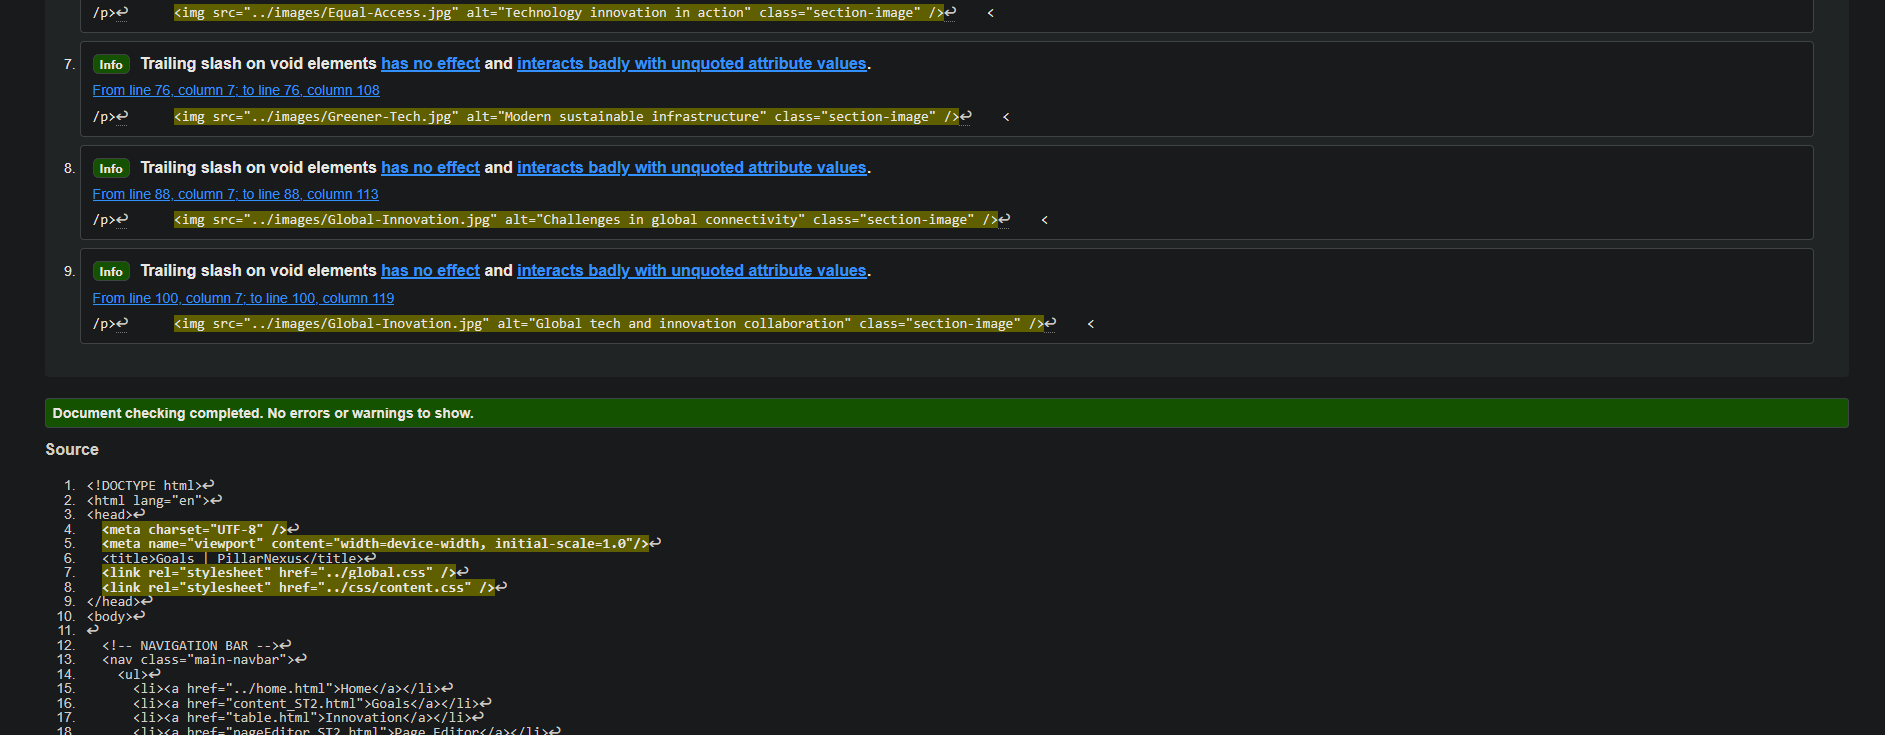 /p>↩ <img src="../images/Equal-Access.jpg" alt="Technology innovation in action" class="section-image" />↩ <
7. Info Trailing slash on void elements has no effect and interacts badly with unquoted attribute values.
From line 76, column 7; to line 76, column 108
/p>↩ <img src="../images/Greener-Tech.jpg" alt="Modern sustainable infrastructure" class="section-image" />↩ <
8. Info Trailing slash on void elements has no effect and interacts badly with unquoted attribute values.
From line 88, column 7; to line 88, column 113
/p>↩ <img src="../images/Global-Innovation.jpg" alt="Challenges in global connectivity" class="section-image" />↩ <
9. Info Trailing slash on void elements has no effect and interacts badly with unquoted attribute values.
From line 100, column 7; to line 100, column 119
/p>↩ <img src="../images/Global-Inovation.jpg" alt="Global tech and innovation collaboration" class="section-image" />↩ <
Document checking completed. No errors or warnings to show.
Source
1. <!DOCTYPE html>↩
2. <html lang="en">↩
3. <head>↩
4. <meta charset="UTF-8" />↩
5. <meta name="viewport" content="width=device-width, initial-scale=1.0"/>↩
6. <title>Goals | PillarNexus</title>↩
7. <link rel="stylesheet" href="../global.css" />↩
8. <link rel="stylesheet" href="../css/content.css" />↩
9. </head>↩
10. <body>↩
11. ↩
12. <!-- NAVIGATION BAR -->↩
13. <nav class="main-navbar">↩
14. <ul>↩
15. <li><a href="../home.html">Home</a></li>↩
16. <li><a href="content_ST2.html">Goals</a></li>↩
17. <li><a href="table.html">Innovation</a></li>↩
18. <li><a href="pageEditor_ST2.html">Page Editor</a></li>↩